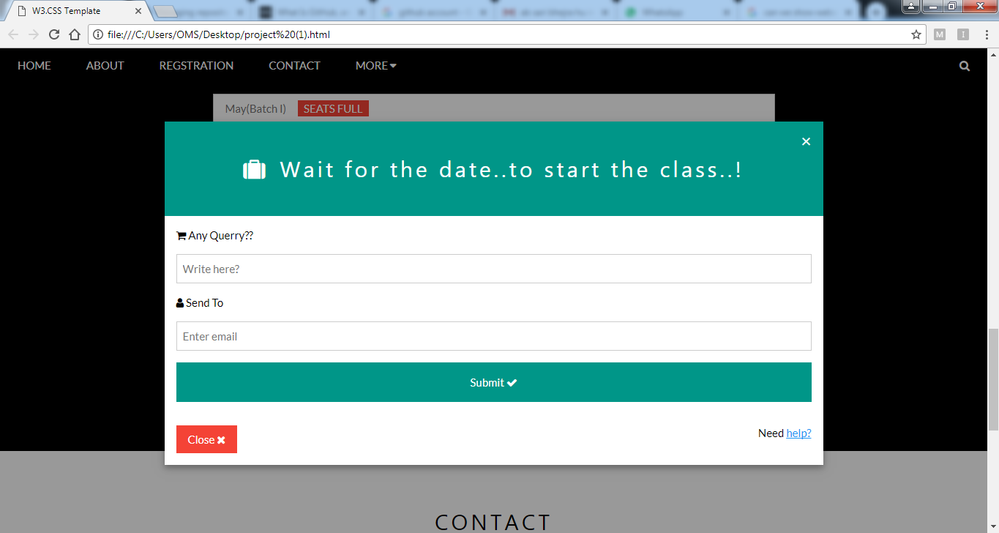 W3.CSS Template
file:///C:/Users/OMS/Desktop/project%20(1).html
M
I
HOME ABOUT REGSTRATION CONTACT MORE
May(Batch I) SEATS FULL
×
Wait for the date..to start the class..!
Any Querry??
Write here?
Send To
Enter email
Submit
Close
Need help?
CONTACT